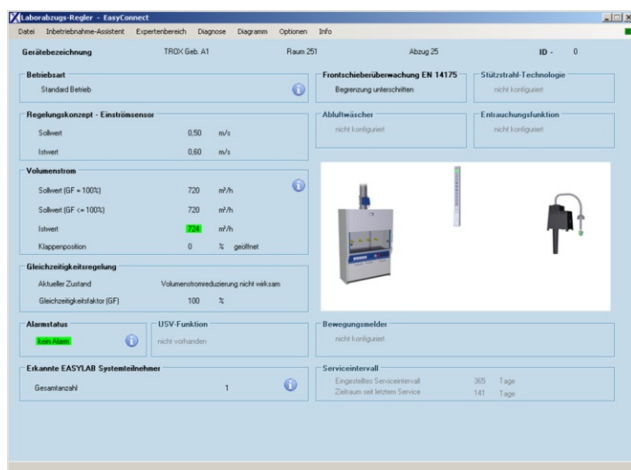 Laborabzugs-Regler - EasyConnect
Datei Inbetriebnahme-Assistent Expertenbereich Diagnose Diagramm Optionen Info
Gerätebezeichnung TROX Geb. A1 Raum 251 Abzug 25 ID - 0
Betriebsart
Standard Betrieb
Frontschieberüberwachung EN 14175
Begrenzung unterschritten
Stützstrahl-Technologie
nicht konfiguriert
Regelungskonzept - Einströmsensor
Sollwert 0,50 m/s
Istwert 0,60 m/s
Abluftwäscher
nicht konfiguriert
Entrauchungsfunktion
nicht konfiguriert
Volumenstrom
Sollwert (GF = 100%) 720 m³/h
Sollwert (GF <= 100%) 720 m³/h
Istwert 724 m³/h
Klappenposition 0 % geöffnet
Gleichzeitigkeitsregelung
Aktueller Zustand Volumenstromreduzierung nicht wirksam
Gleichzeitigkeitsfaktor (GF) 100 %
Alarmstatus
kein Alarm
USV-Funktion
nicht vorhanden
Bewegungsmelder
nicht konfiguriert
Erkannte EASYLAB Systemteilnehmer
Gesamtanzahl 1
Serviceintervall
Eingestelltes Serviceintervall 365 Tage
Zeitraum seit letztem Service 141 Tage